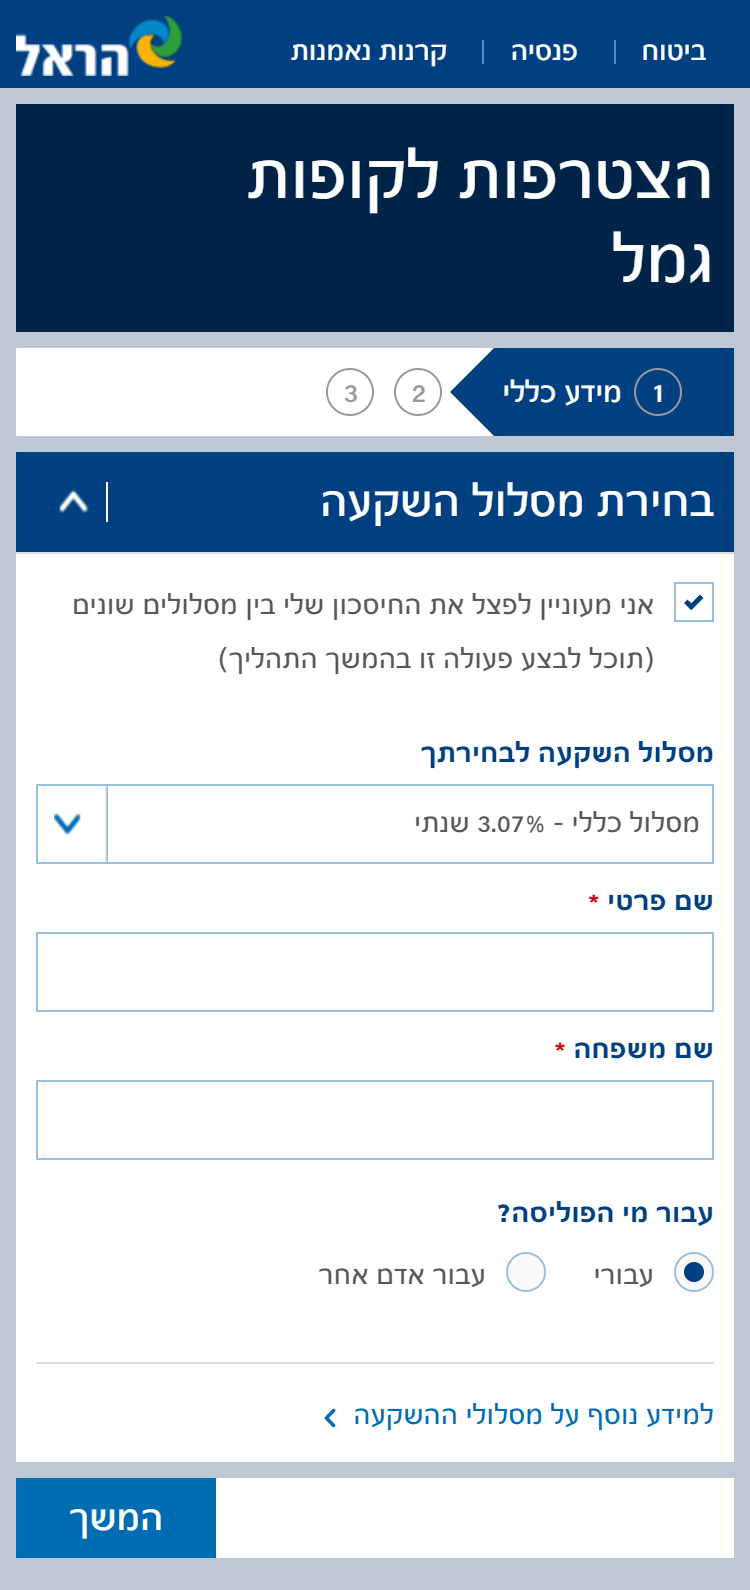 ביטוח | פנסיה | קרנות נאמנות הראל
הצטרפות לקופות
גמל
1 מידע כללי 2 3
בחירת מסלול השקעה
אני מעוניין לפצל את החיסכון שלי בין מסלולים שונים
(תוכל לבצע פעולה זו בהמשך התהליך)
מסלול השקעה לבחירתך
מסלול כללי - 3.07% שנתי
שם פרטי *
שם משפחה *
עבור מי הפוליסה?
עבורי עבור אדם אחר
למידע נוסף על מסלולי ההשקעה
המשך